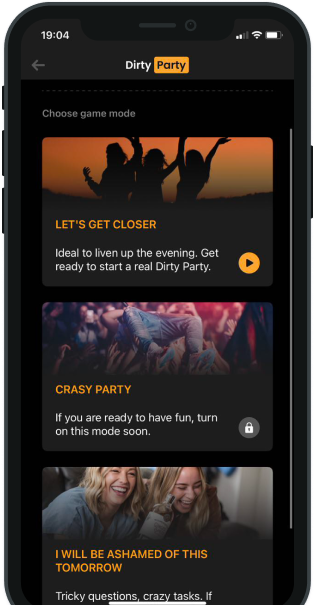 19:04
Dirty Party
Choose game mode
LET'S GET CLOSER
Ideal to liven up the evening. Get
ready to start a real Dirty Party.
CRASY PARTY
If you are ready to have fun, turn
on this mode soon.
I WILL BE ASHAMED OF THIS
TOMORROW
Tricky questions, crazy tasks. If